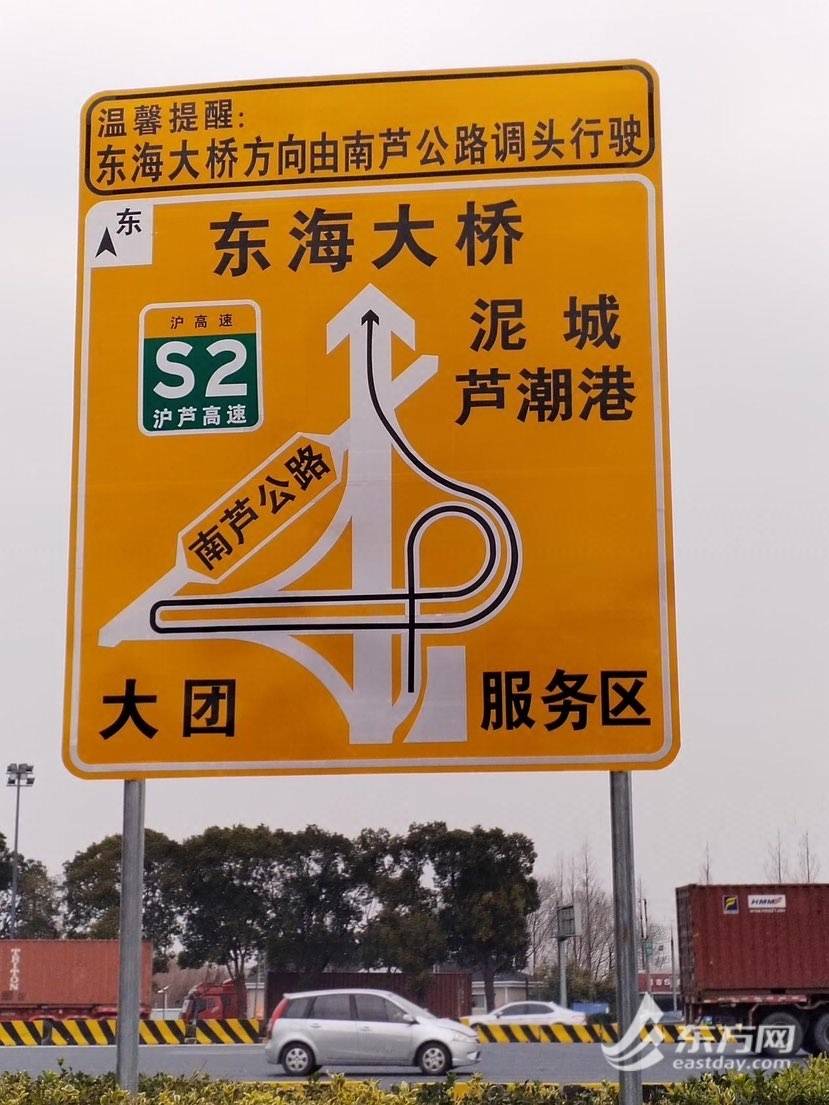 温馨提醒:
东海大桥方向由南芦公路调头行驶
东
东海大桥
沪高速
S2
沪芦高速
泥城
芦潮港
南芦公路
大团
服务区
TRITON
HMM
东方网
eastday.com